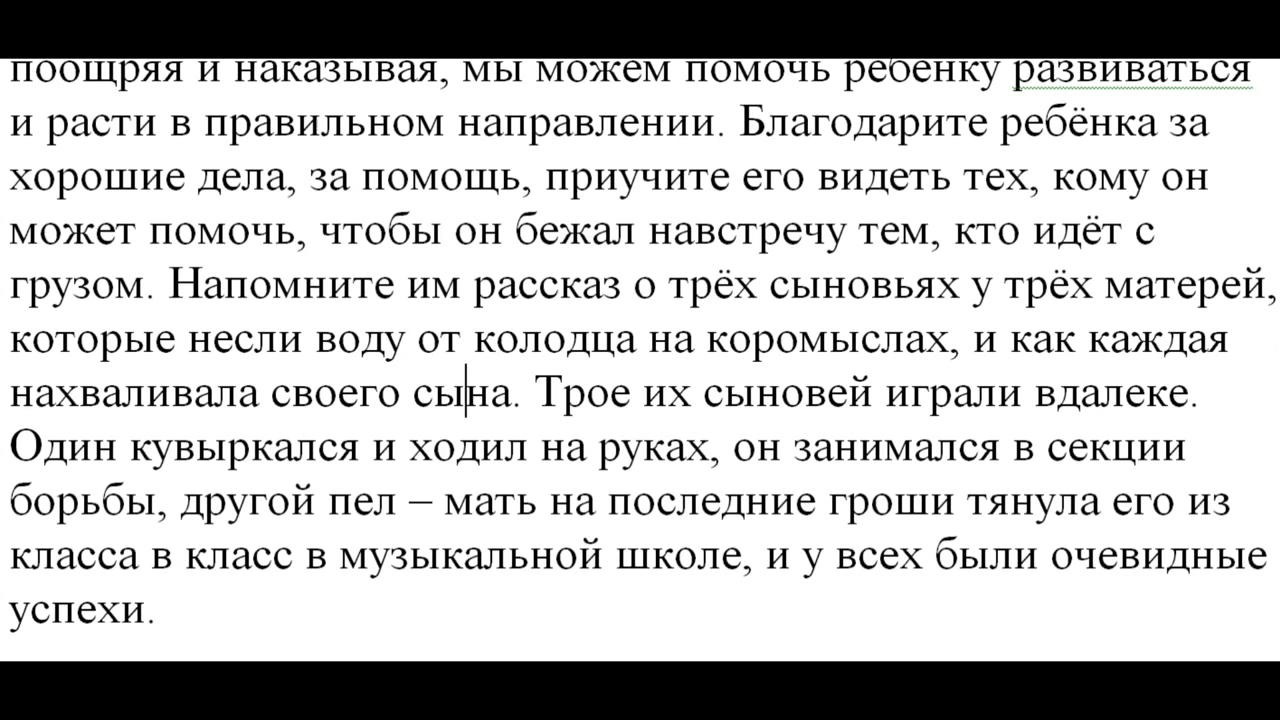 поощряя и наказывая, мы можем помочь ребёнку развиваться
и расти в правильном направлении. Благодарите ребёнка за
хорошие дела, за помощь, приучите его видеть тех, кому он
может помочь, чтобы он бежал навстречу тем, кто идёт с
грузом. Напомните им рассказ о трёх сыновьях у трёх матерей,
которые несли воду от колодца на коромыслах, и как каждая
нахваливала своего сына. Трое их сыновей играли вдалеке.
Один кувыркался и ходил на руках, он занимался в секции
борьбы, другой пел – мать на последние гроши тянула его из
класса в класс в музыкальной школе, и у всех были очевидные
успехи.